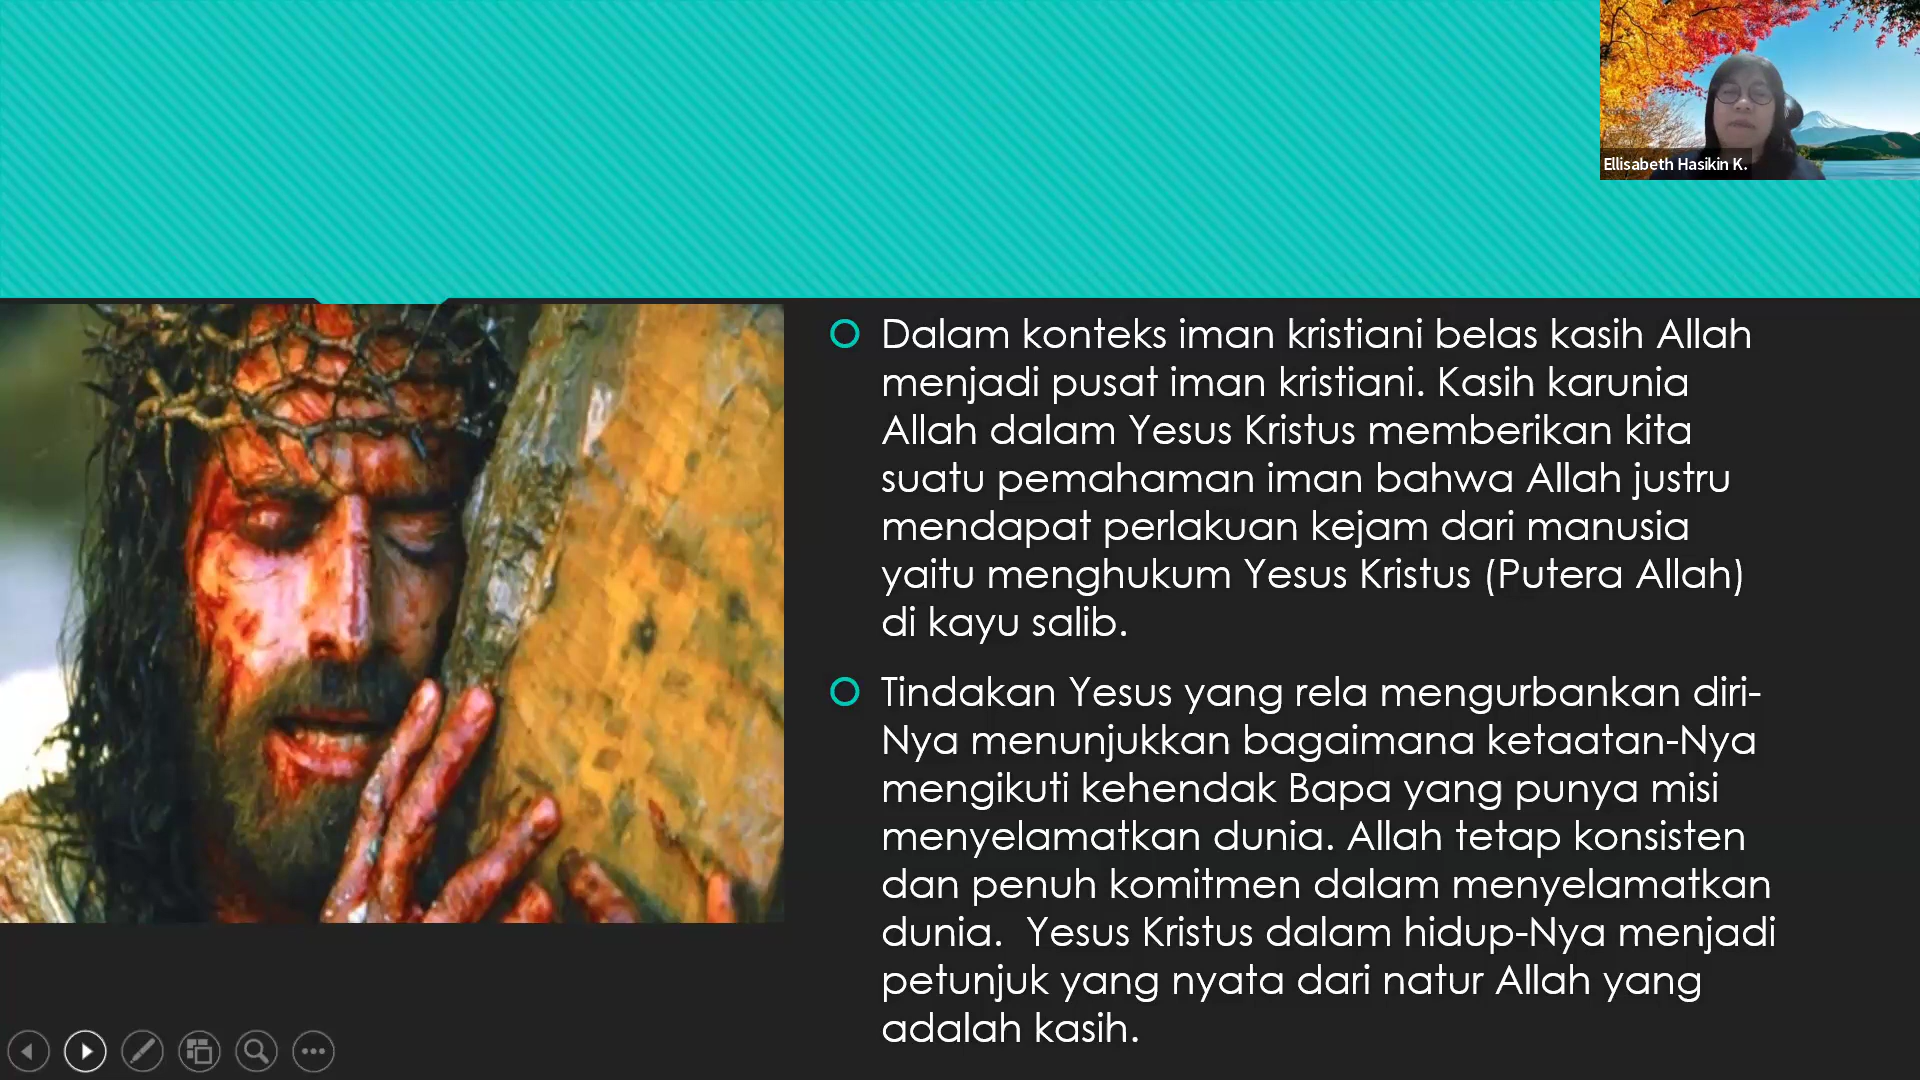 Ellisabeth Hasikin K.
Dalam konteks iman kristiani belas kasih Allah
menjadi pusat iman kristiani. Kasih karunia
Allah dalam Yesus Kristus memberikan kita
suatu pemahaman iman bahwa Allah justru
mendapat perlakuan kejam dari manusia
yaitu menghukum Yesus Kristus (Putera Allah)
di kayu salib.
Tindakan Yesus yang rela mengurbankan diri-
Nya menunjukkan bagaimana ketaatan-Nya
mengikuti kehendak Bapa yang punya misi
menyelamatkan dunia. Allah tetap konsisten
dan penuh komitmen dalam menyelamatkan
dunia.  Yesus Kristus dalam hidup-Nya menjadi
petunjuk yang nyata dari natur Allah yang
adalah kasih.